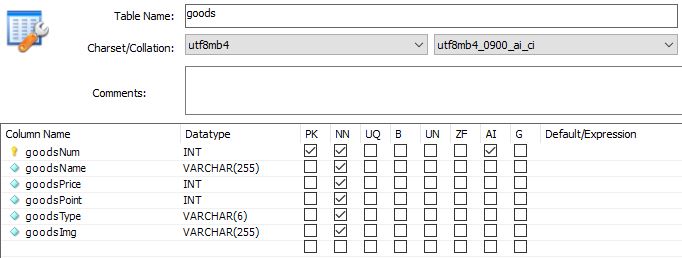 Table Name: goods
Charset/Collation: utf8mb4 utf8mb4_0900_ai_ci
Comments:
Column Name Datatype PK NN UQ B UN ZF AI G Default/Expression
goodsNum INT
goodsName VARCHAR(255)
goodsPrice INT
goodsPoint INT
goodsType VARCHAR(6)
goodsImg VARCHAR(255)